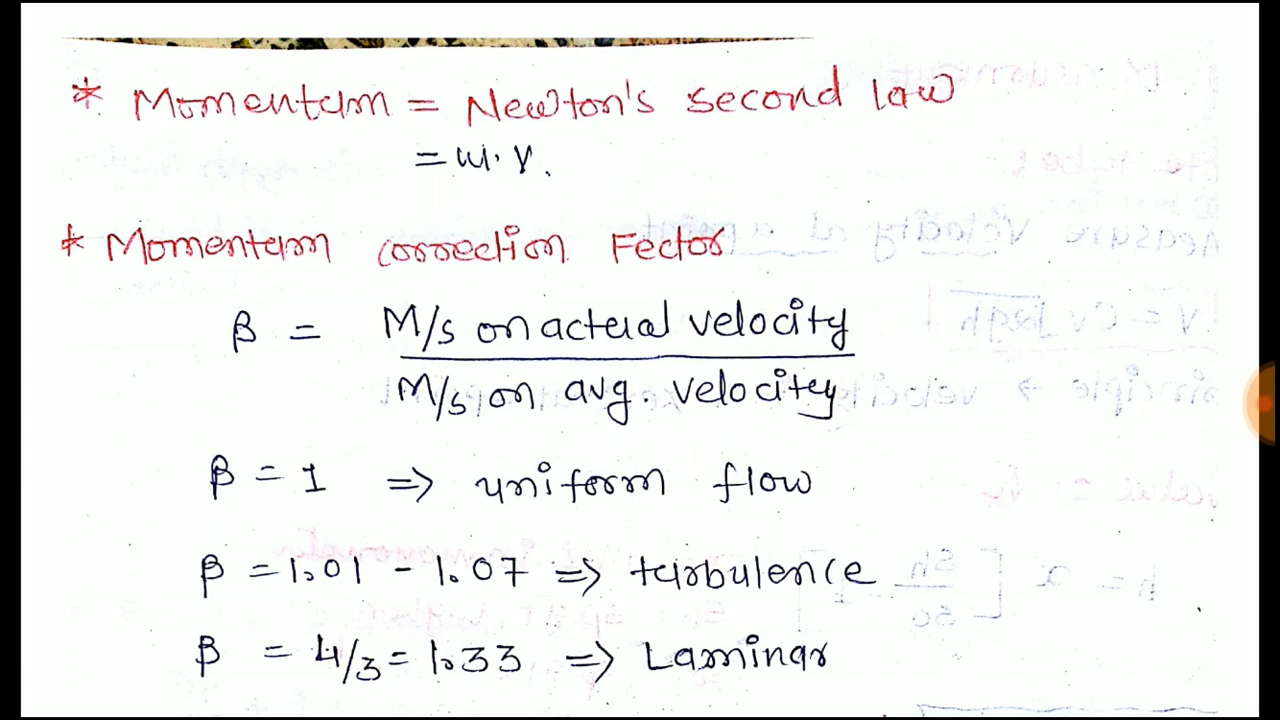 * Momentum = Newton's second law
= m. v.
* Momentum correction Fector
β = M/s on actual velocity
M/s on avg. velocity
β = 1 => uniform flow
β = 1.01 - 1.07 => turbulence
β = 4/3 = 1.33 => Laminar